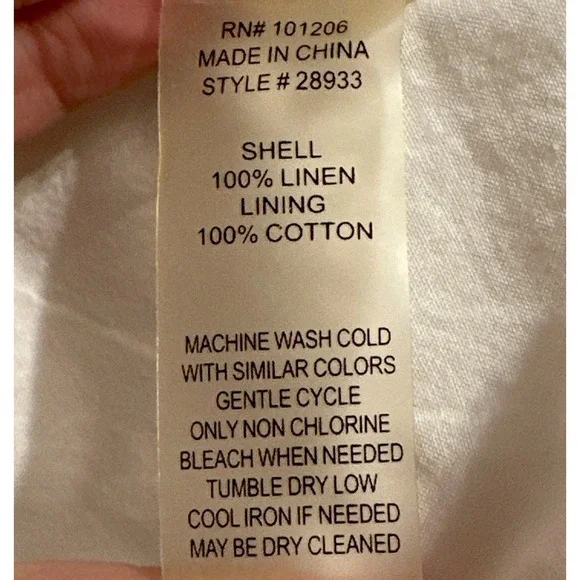 RN# 101206
MADE IN CHINA
STYLE # 28933
SHELL
100% LINEN
LINING
100% COTTON
MACHINE WASH COLD
WITH SIMILAR COLORS
GENTLE CYCLE
ONLY NON CHLORINE
BLEACH WHEN NEEDED
TUMBLE DRY LOW
COOL IRON IF NEEDED
MAY BE DRY CLEANED